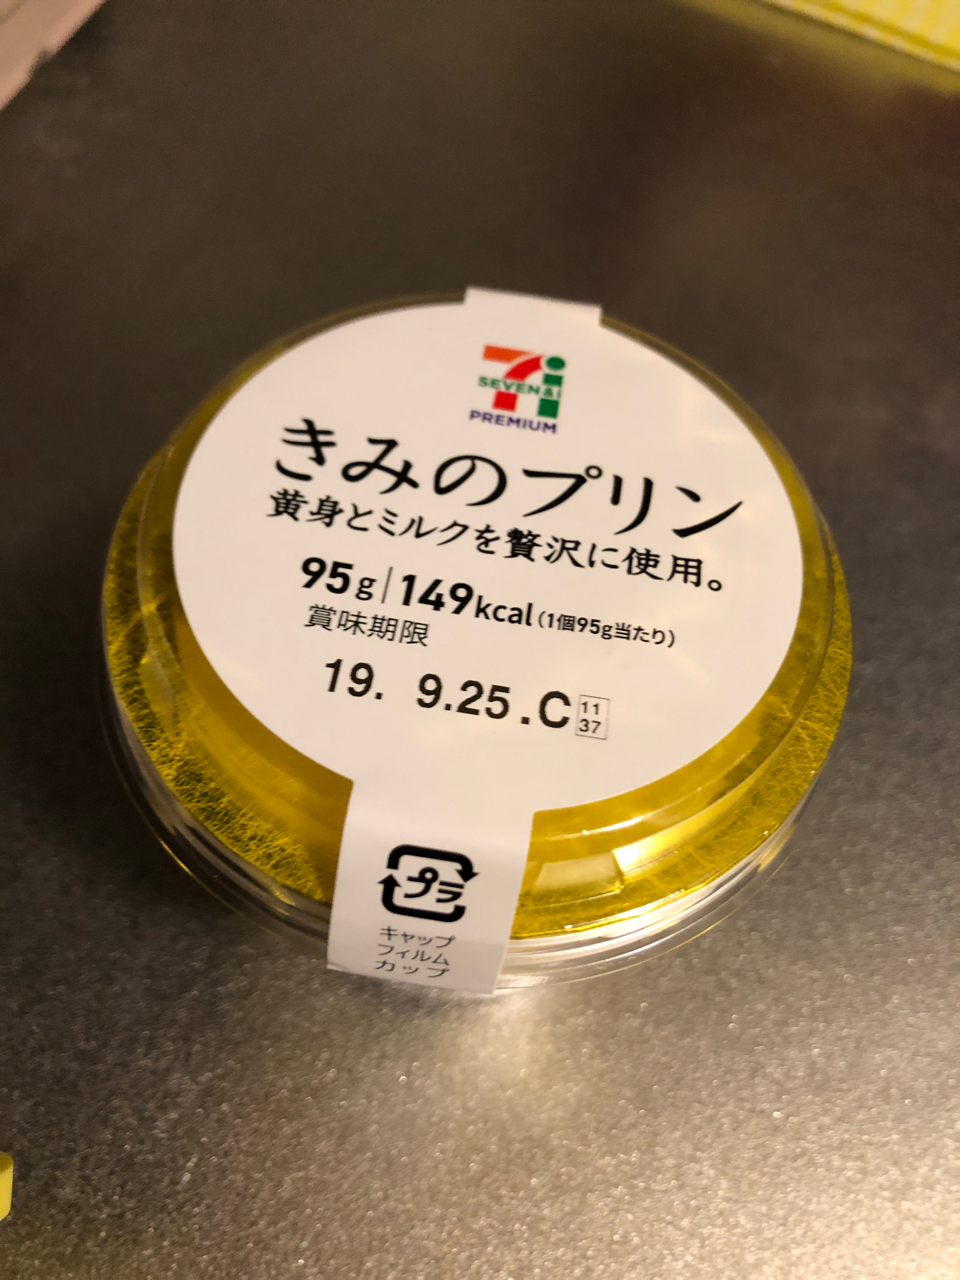 SEVEN&i
PREMIUM
きみのプリン
黄身とミルクを贅沢に使用。
95g|149kcal(1個95g当たり)
賞味期限
19. 9.25.C 11
37
プラ
キャップ
フィルム
カップ